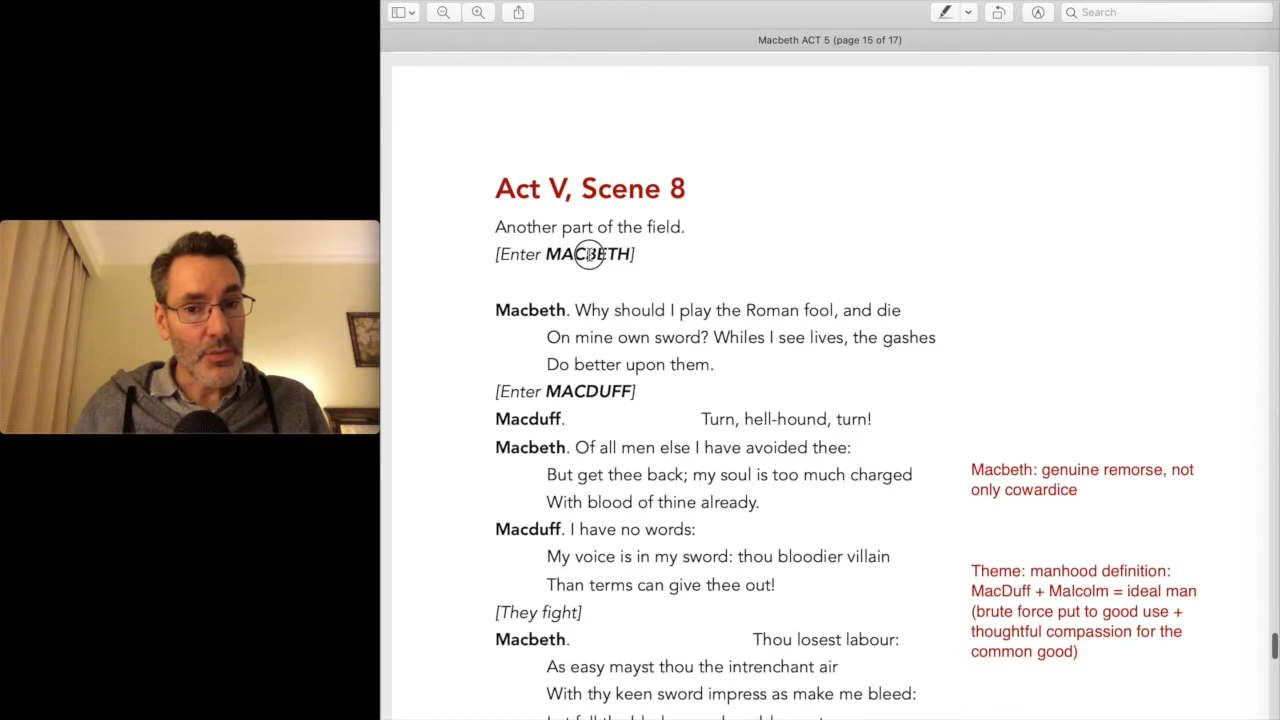 Search
Macbeth ACT 5 (page 15 of 17)
Act V, Scene 8
Another part of the field.
[Enter MACBETH]
Macbeth. Why should I play the Roman fool, and die
On mine own sword? Whiles I see lives, the gashes
Do better upon them.
[Enter MACDUFF]
Macduff. Turn, hell-hound, turn!
Macbeth. Of all men else I have avoided thee:
But get thee back; my soul is too much charged
With blood of thine already.
Macduff. I have no words:
My voice is in my sword: thou bloodier villain
Than terms can give thee out!
[They fight]
Macbeth. Thou losest labour:
As easy mayst thou the intrenchant air
With thy keen sword impress as make me bleed:
Macbeth: genuine remorse, not
only cowardice
Theme: manhood definition:
MacDuff + Malcolm = ideal man
(brute force put to good use +
thoughtful compassion for the
common good)